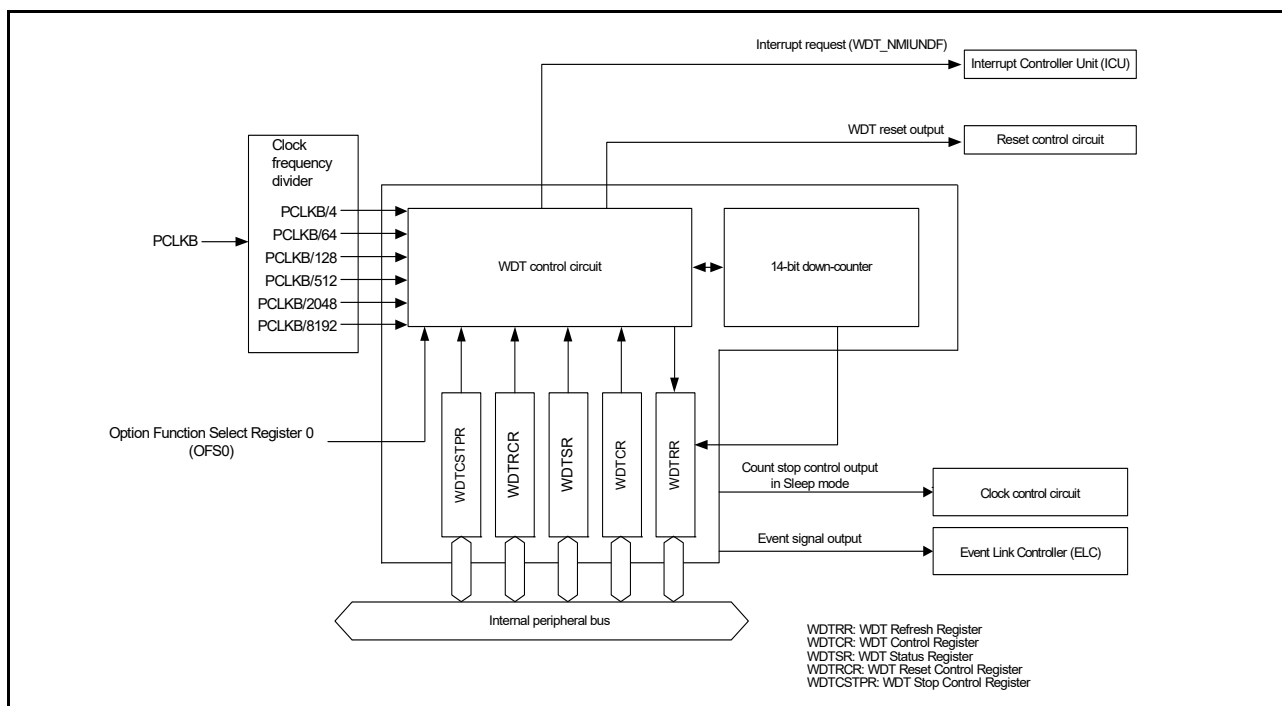 Interrupt request (WDT_NMIUNDF)
Interrupt Controller Unit (ICU)
WDT reset output
Reset control circuit
Clock
frequency
divider
PCLKB
PCLKB/4
PCLKB/64
PCLKB/128
PCLKB/512
PCLKB/2048
PCLKB/8192
WDT control circuit
14-bit down-counter
Option Function Select Register 0
(OFS0)
WDTCSTPR
WDTRCR
WDTSR
WDTCR
WDTRR
Count stop control output
in Sleep mode
Clock control circuit
Event signal output
Event Link Controller (ELC)
Internal peripheral bus
WDTRR: WDT Refresh Register
WDTCR: WDT Control Register
WDTSR: WDT Status Register
WDTRCR: WDT Reset Control Register
WDTCSTPR: WDT Stop Control Register